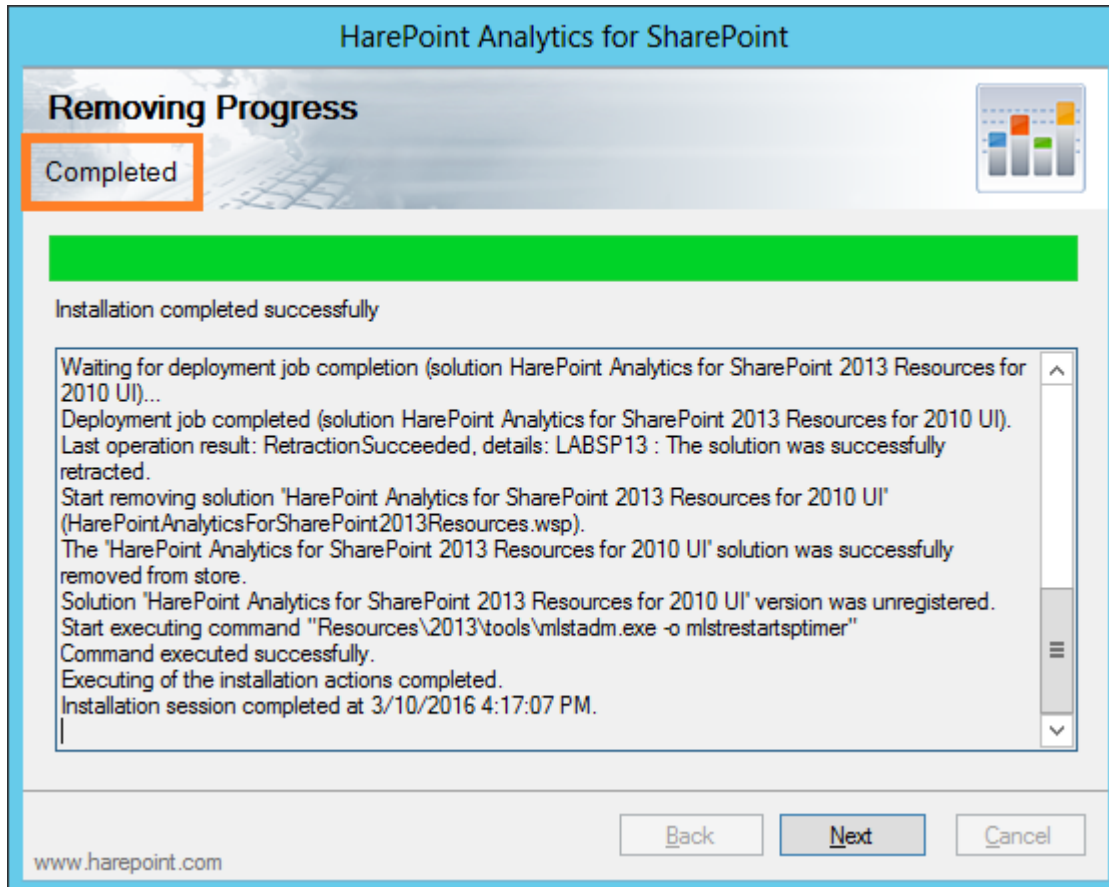 HarePoint Analytics for SharePoint
Removing Progress
Completed
Installation completed successfully
Waiting for deployment job completion (solution HarePoint Analytics for SharePoint 2013 Resources for
2010 UI)...
Deployment job completed (solution HarePoint Analytics for SharePoint 2013 Resources for 2010 UI).
Last operation result: RetractionSucceeded, details: LABSP13 : The solution was successfully
retracted.
Start removing solution 'HarePoint Analytics for SharePoint 2013 Resources for 2010 UI'
(HarePointAnalyticsForSharePoint2013Resources.wsp).
The 'HarePoint Analytics for SharePoint 2013 Resources for 2010 UI' solution was successfully
removed from store.
Solution 'HarePoint Analytics for SharePoint 2013 Resources for 2010 UI' version was unregistered.
Start executing command "Resources\2013\tools\mlstadm.exe -o mlstrestartsptimer"
Command executed successfully.
Executing of the installation actions completed.
Installation session completed at 3/10/2016 4:17:07 PM.
Back Next Cancel
www.harepoint.com